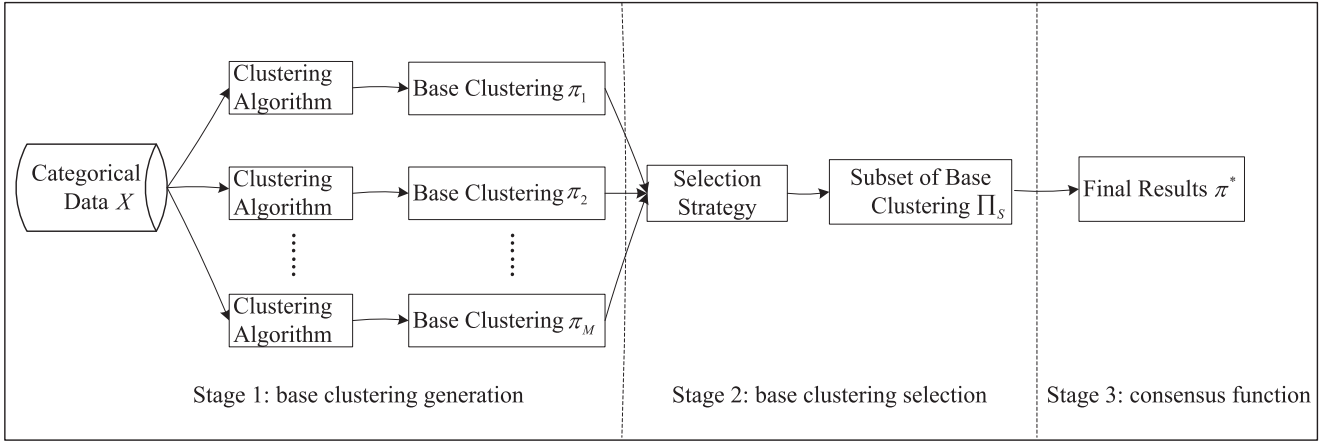 Categorical
Data X
Clustering
Algorithm
Base Clustering π₁
Clustering
Algorithm
Base Clustering π₂
Clustering
Algorithm
Base Clustering π_M
Selection
Strategy
Subset of Base
Clustering ∏_S
Final Results π*
Stage 1: base clustering generation
Stage 2: base clustering selection
Stage 3: consensus function